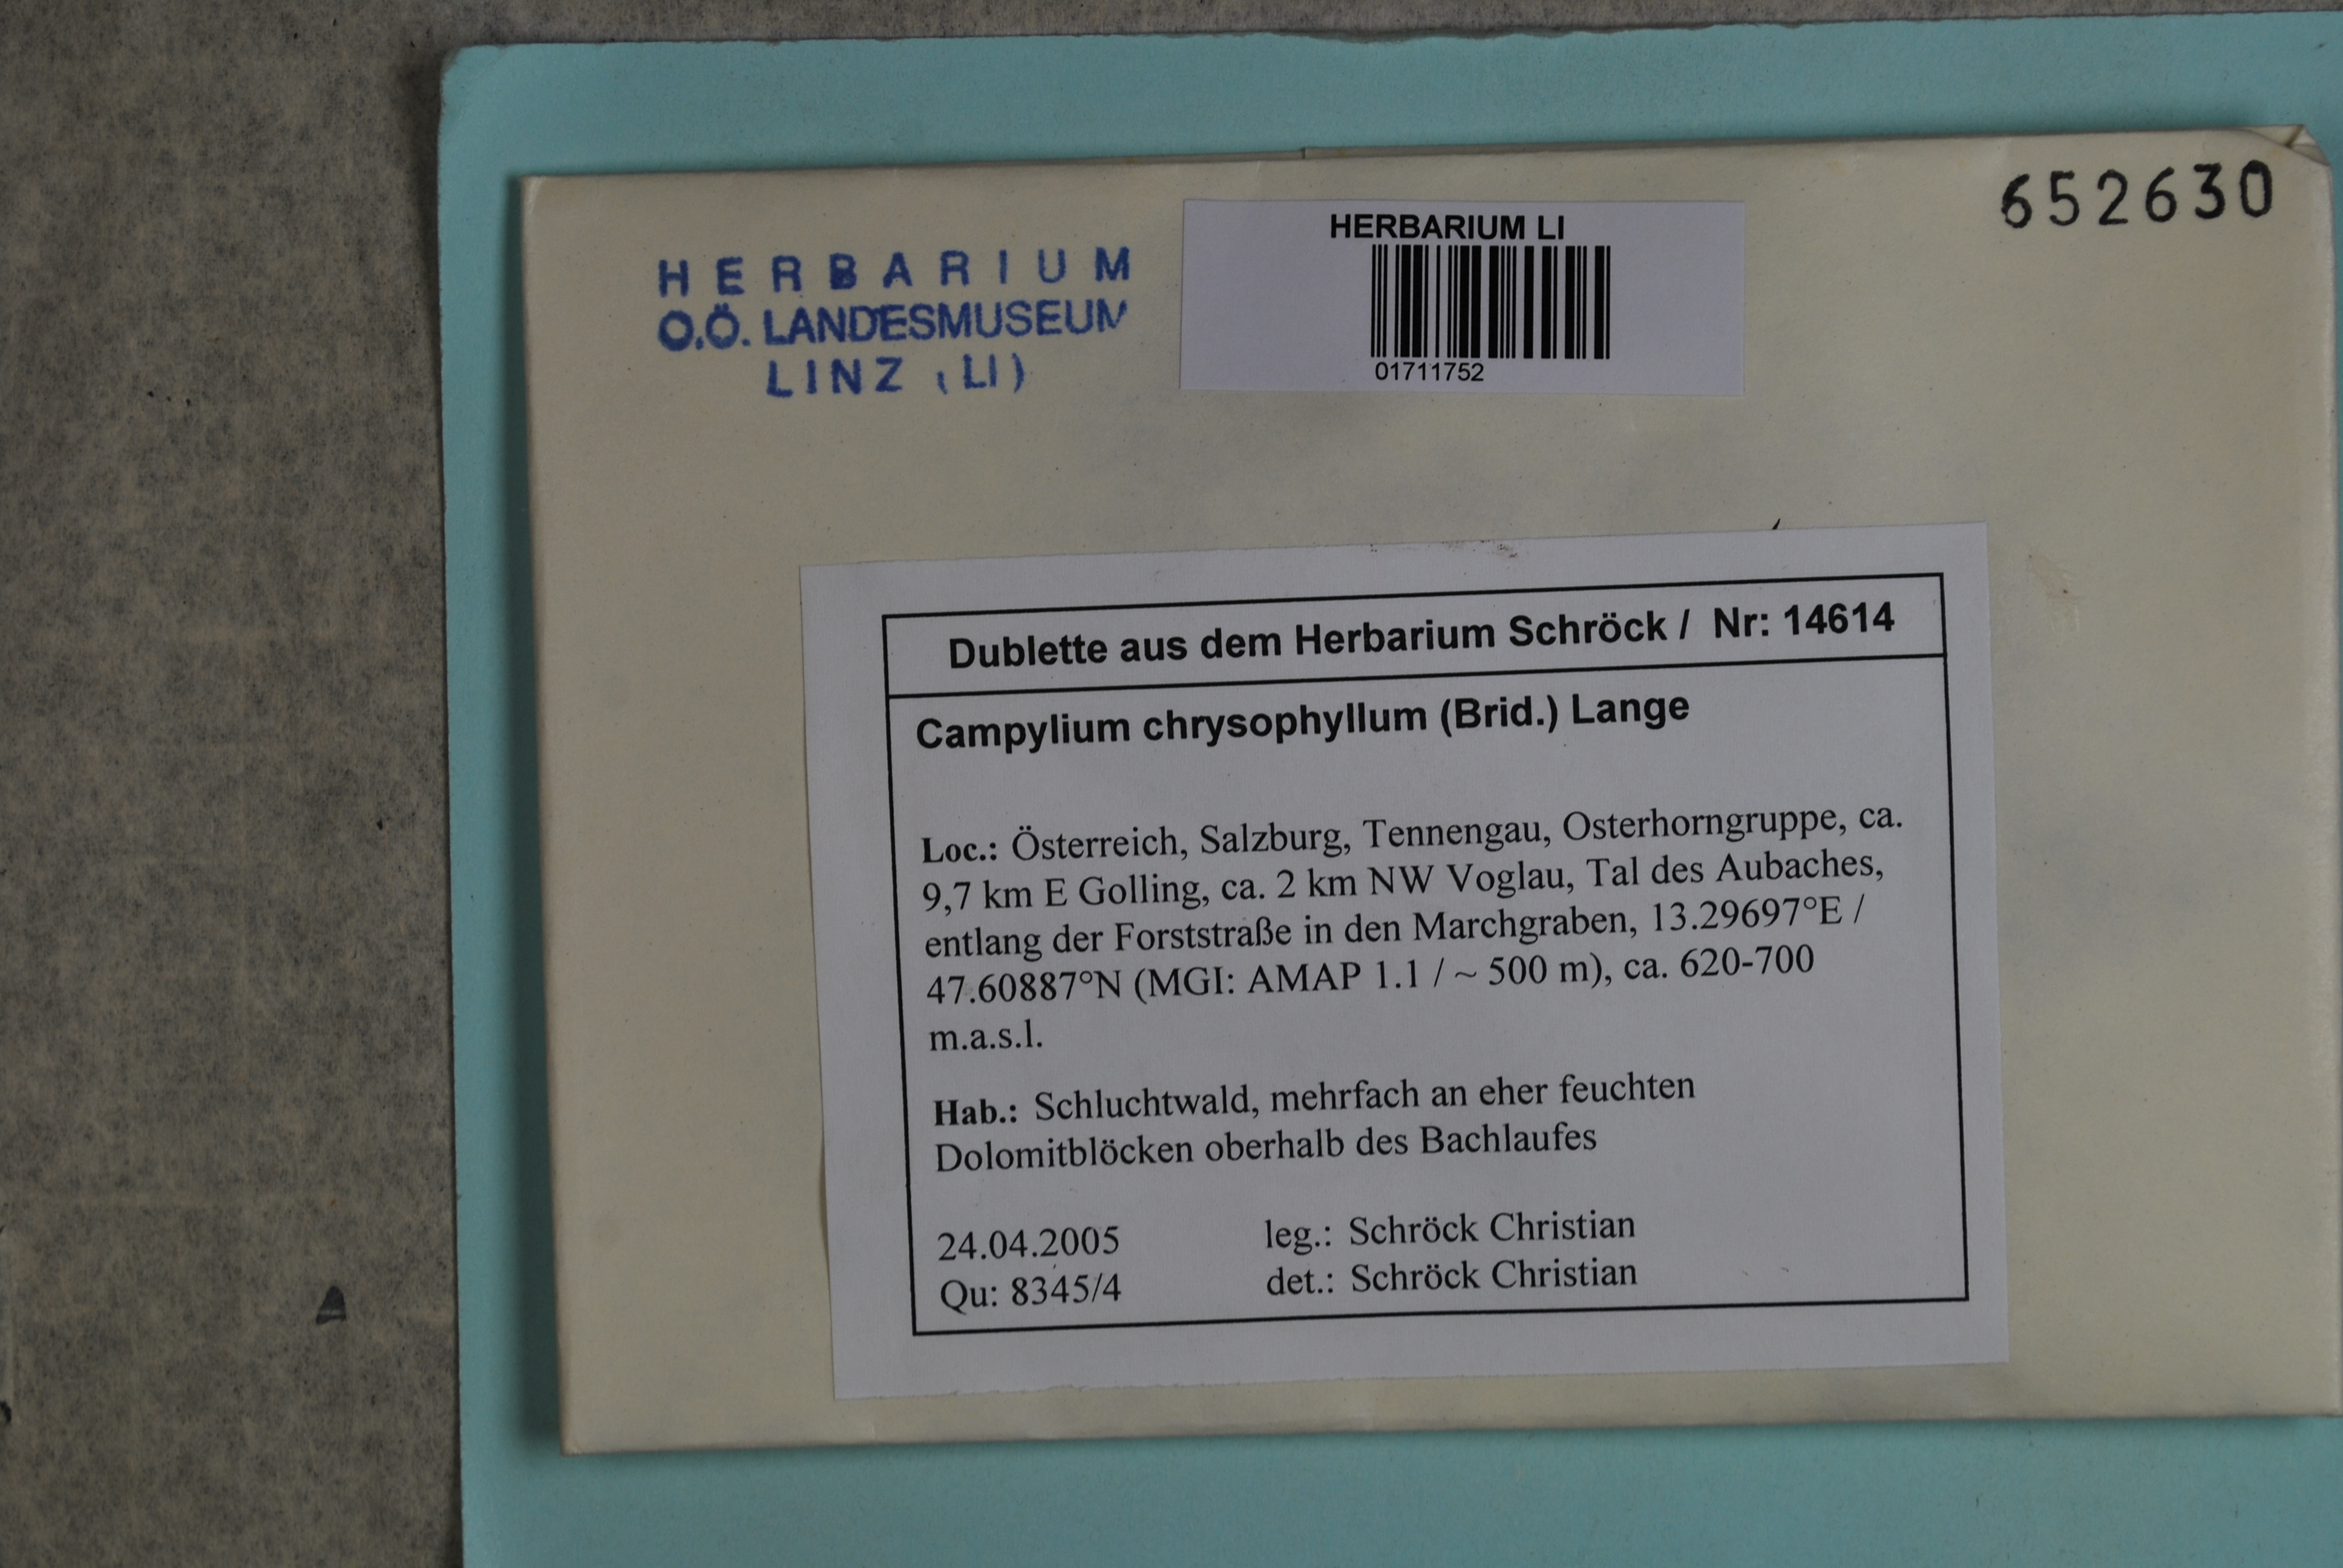 652630
HERBARIUM
O.Ö. LANDESMUSEUM
LINZ (LI)
HERBARIUM LI
01711752
Dublette aus dem Herbarium Schröck / Nr: 14614
Campylium chrysophyllum (Brid.) Lange
Loc.: Österreich, Salzburg, Tennengau, Osterhorngruppe, ca.
9,7 km E Golling, ca. 2 km NW Voglau, Tal des Aubaches,
entlang der Forststraße in den Marchgraben, 13.29697°E /
47.60887°N (MGI: AMAP 1.1 / ~ 500 m), ca. 620-700
m.a.s.l.
Hab.: Schluchtwald, mehrfach an eher feuchten
Dolomitblöcken oberhalb des Bachlaufes
24.04.2005 leg.: Schröck Christian
Qu: 8345/4 det.: Schröck Christian